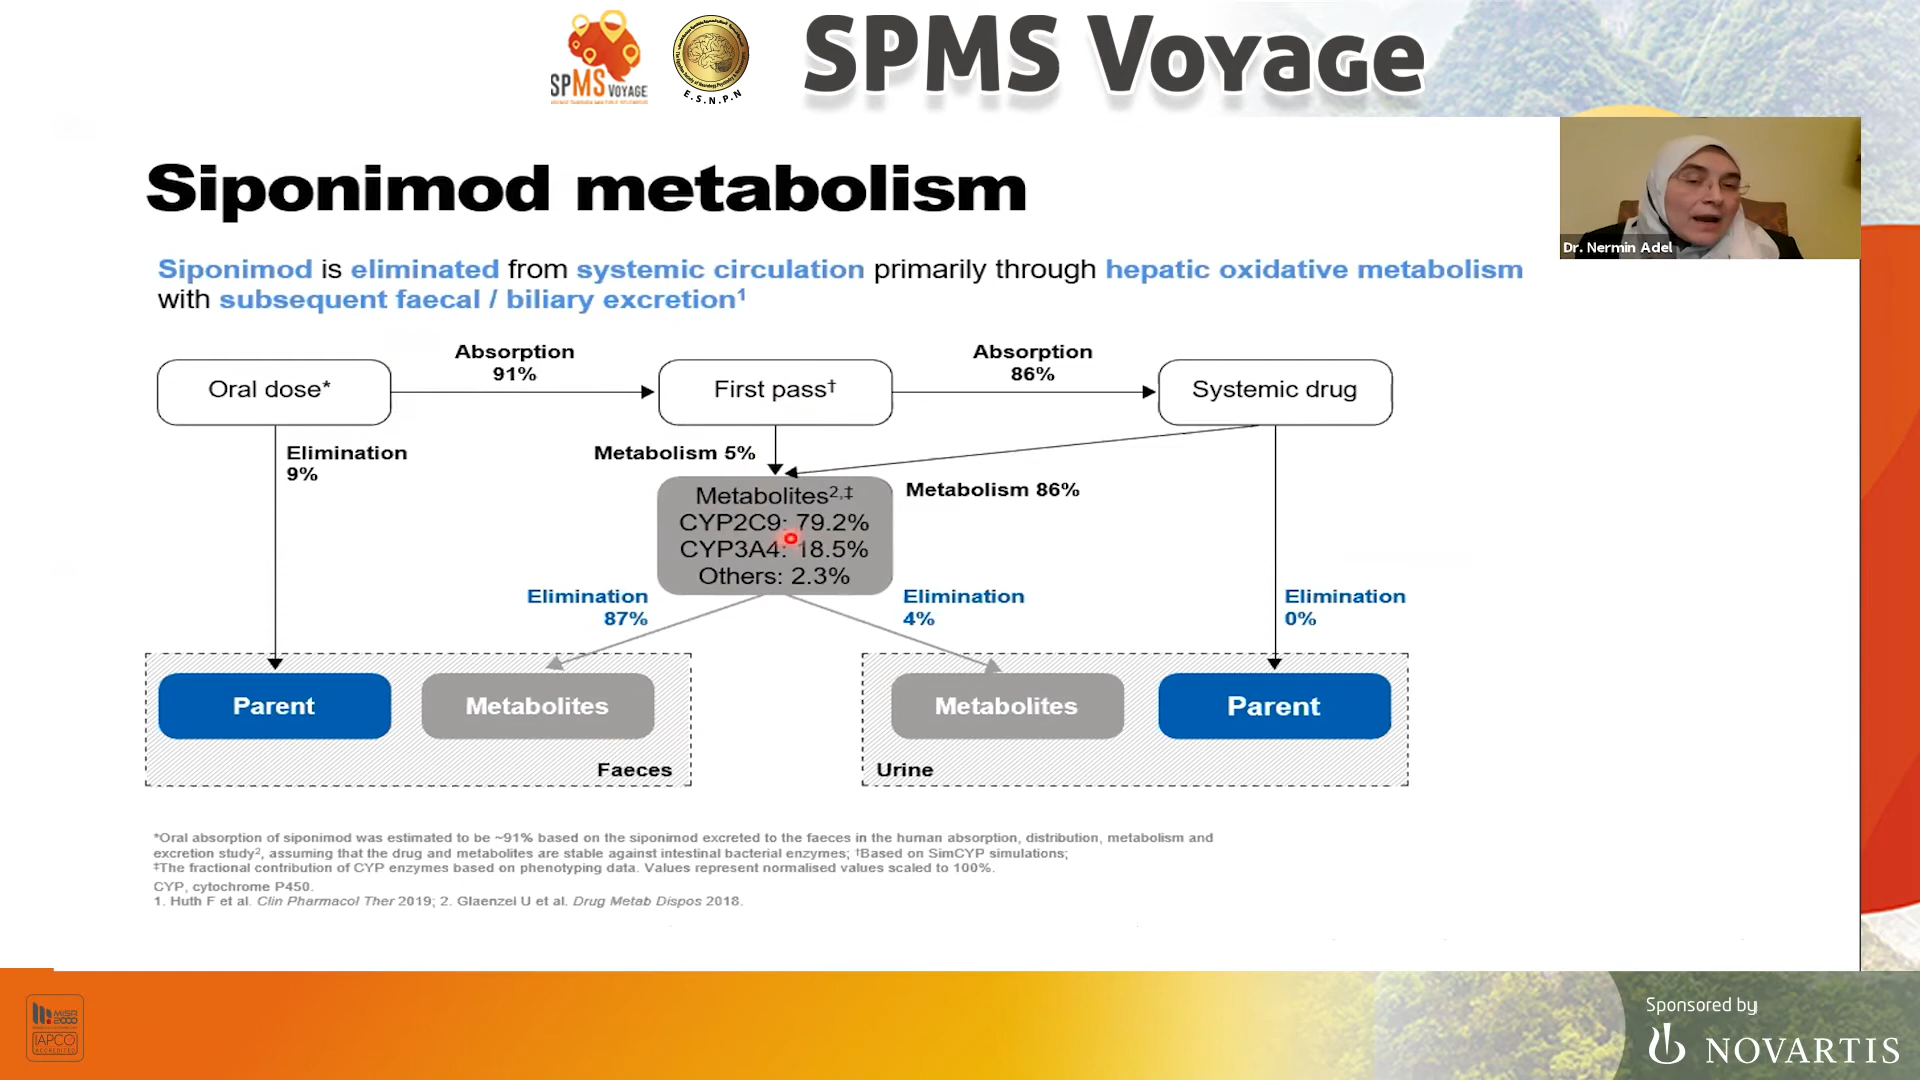 SPMS VOYAGE
E.S.N.P.N
SPMS Voyage
Dr. Nermin Adel
Siponimod metabolism
Siponimod is eliminated from systemic circulation primarily through hepatic oxidative metabolism
with subsequent faecal / biliary excretion¹
Absorption
91%
Absorption
86%
Oral dose*
First pass†
Systemic drug
Elimination
9%
Metabolism 5%
Metabolism 86%
Metabolites²,‡
CYP2C9: 79.2%
CYP3A4: 18.5%
Others: 2.3%
Elimination
87%
Elimination
4%
Elimination
0%
Parent
Metabolites
Metabolites
Parent
Faeces
Urine
*Oral absorption of siponimod was estimated to be ~91% based on the siponimod excreted to the faeces in the human absorption, distribution, metabolism and
excretion study², assuming that the drug and metabolites are stable against intestinal bacterial enzymes; †Based on SimCYP simulations;
‡The fractional contribution of CYP enzymes based on phenotyping data. Values represent normalised values scaled to 100%.
CYP, cytochrome P450.
1. Huth F et al. Clin Pharmacol Ther 2019; 2. Glaenzel U et al. Drug Metab Dispos 2018.
MISR
2000
IAPCO
ACCREDITED
Sponsored by
NOVARTIS